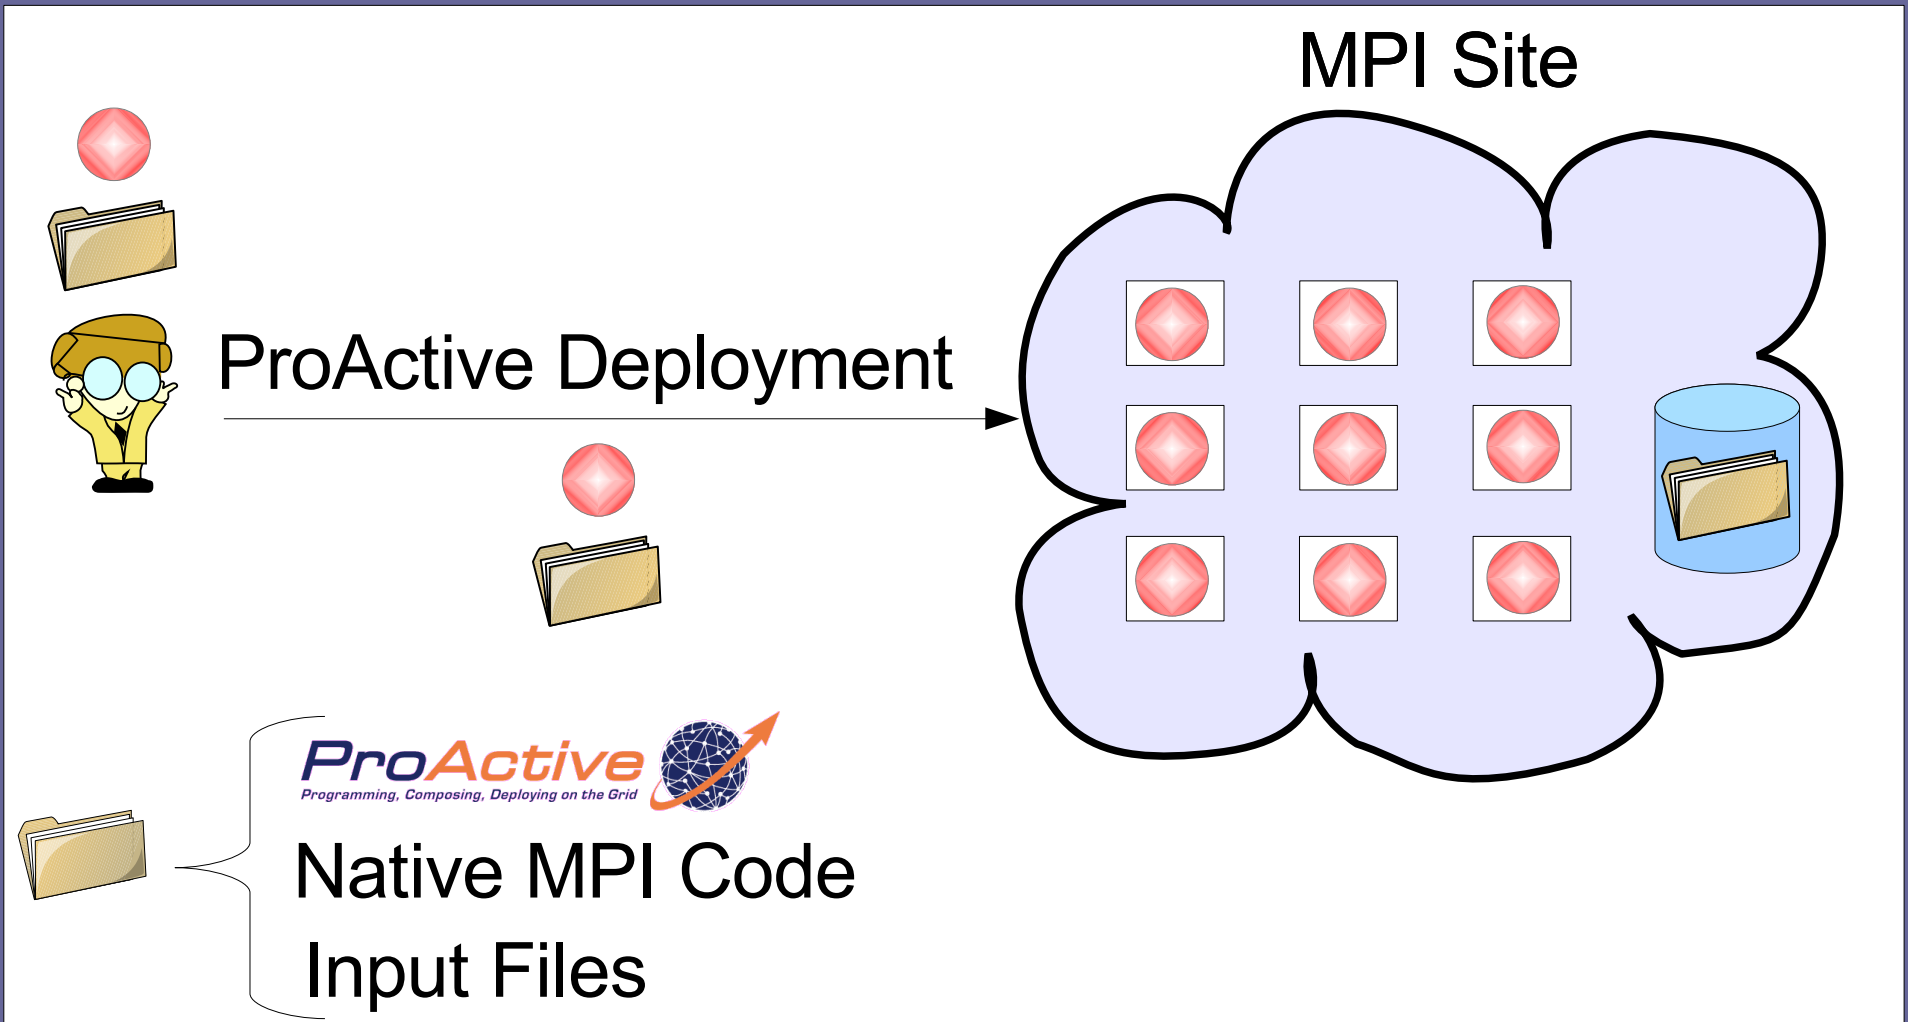 MPI Site
ProActive Deployment
ProActive
Programming, Composing, Deploying on the Grid
Native MPI Code
Input Files